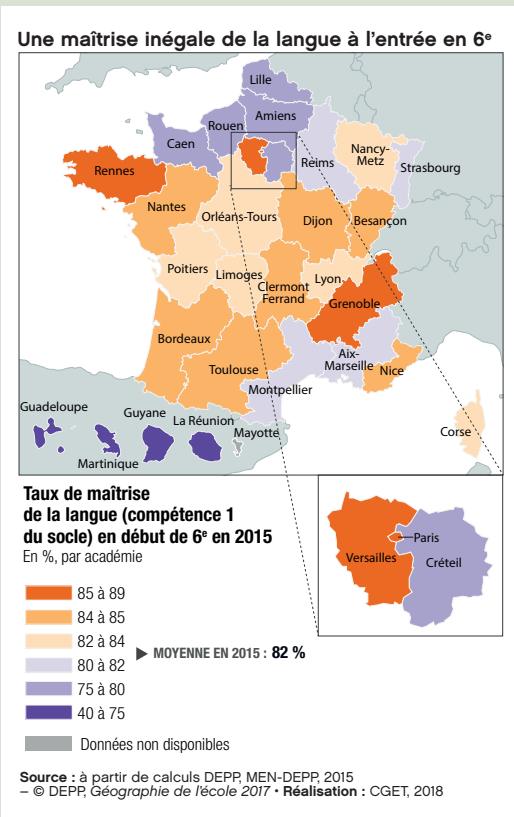 Une maîtrise inégale de la langue à l'entrée en 6e
Lille
Amiens
Rouen
Caen
Reims
Nancy-
Metz
Strasbourg
Rennes
Nantes
Orléans-Tours
Dijon
Besançon
Poitiers
Limoges
Clermont
Ferrand
Lyon
Grenoble
Bordeaux
Toulouse
Aix-
Marseille
Nice
Montpellier
Corse
Guadeloupe
Martinique
Guyane
La Réunion
Mayotte
Paris
Versailles
Créteil
Taux de maîtrise
de la langue (compétence 1
du socle) en début de 6e en 2015
En %, par académie
85 à 89
84 à 85
82 à 84
80 à 82
MOYENNE EN 2015 : 82 %
75 à 80
40 à 75
Données non disponibles
Source : à partir de calculs DEPP, MEN-DEPP, 2015
– © DEPP, Géographie de l'école 2017 • Réalisation : CGET, 2018